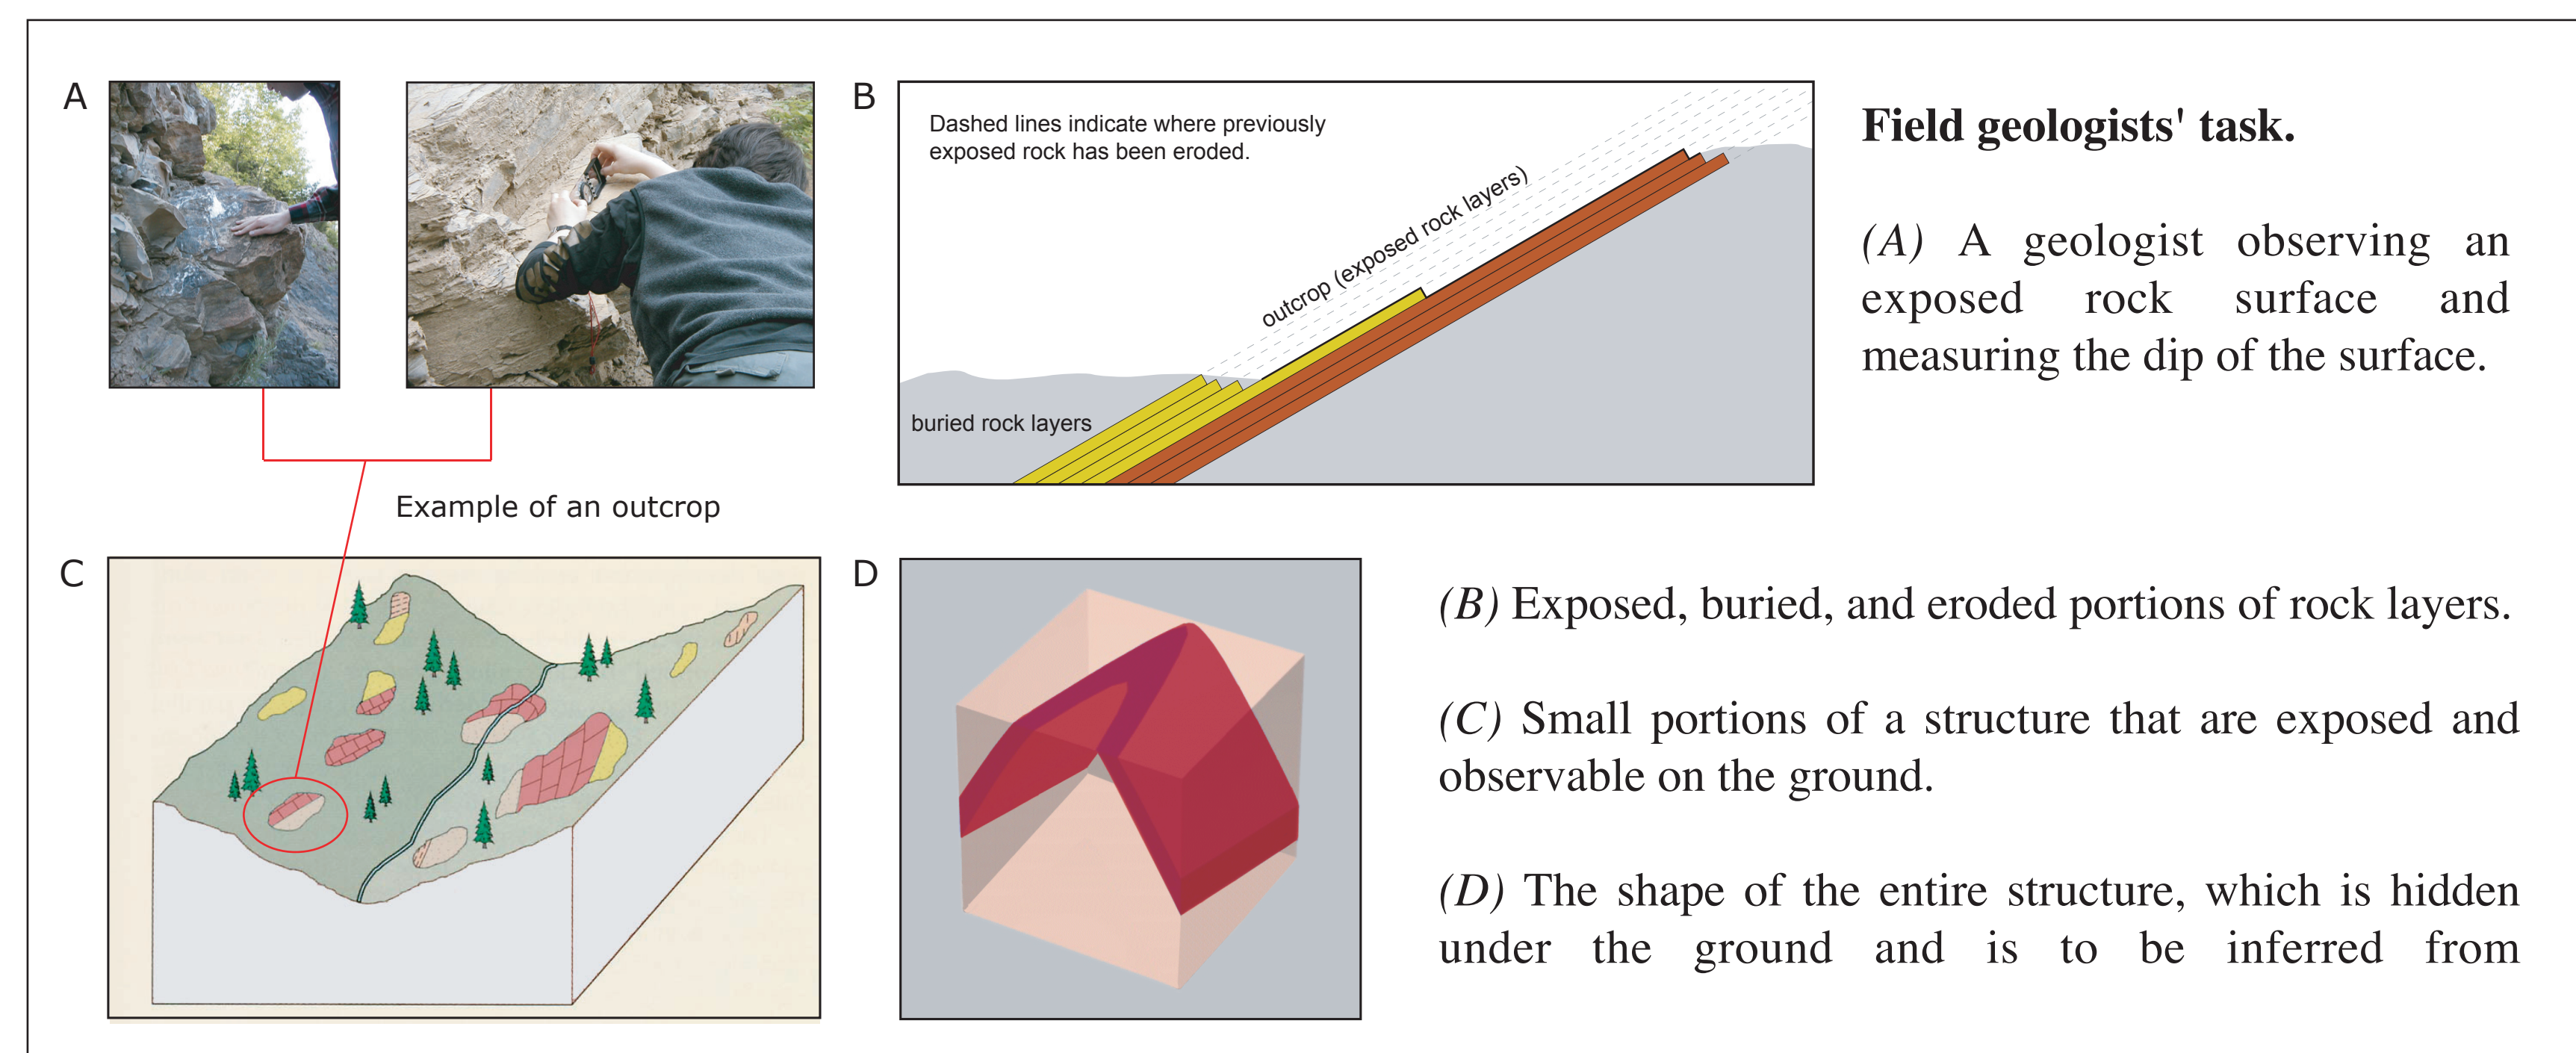 A
B
Dashed lines indicate where previously
exposed rock has been eroded.
outcrop (exposed rock layers)
buried rock layers
Field geologists' task.
(A) A geologist observing an
exposed rock surface and
measuring the dip of the surface.
Example of an outcrop
C
D
(B) Exposed, buried, and eroded portions of rock layers.
(C) Small portions of a structure that are exposed and
observable on the ground.
(D) The shape of the entire structure, which is hidden
under the ground and is to be inferred from